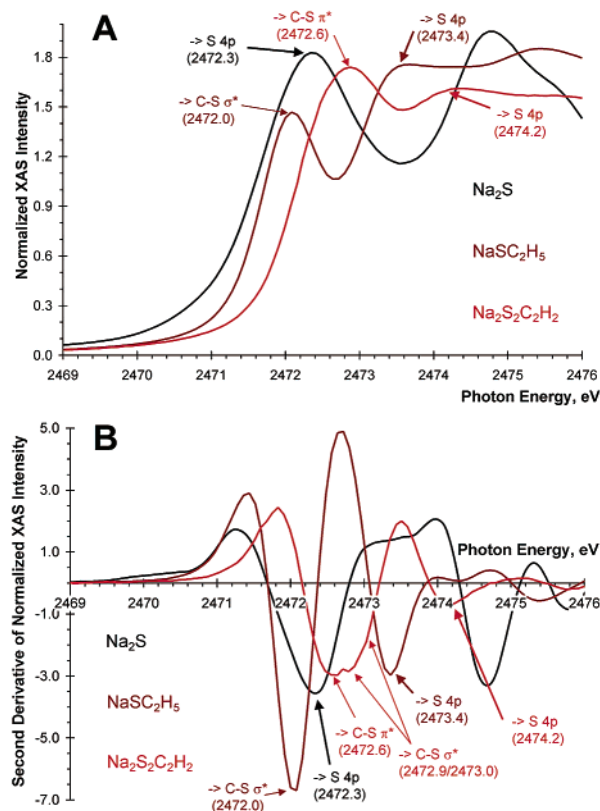 A
-> S 4p
(2472.3)
-> C-S π*
(2472.6)
-> S 4p
(2473.4)
-> C-S σ*
(2472.0)
-> S 4p
(2474.2)
Na₂S
NaSC₂H₅
Na₂S₂C₂H₂
Normalized XAS Intensity
1.8
1.5
1.2
0.9
0.6
0.3
0.0
2469 2470 2471 2472 2473 2474 2475 2476
Photon Energy, eV
B
Second Derivative of Normalized XAS Intensity
5.0
3.0
1.0
-1.0
-3.0
-5.0
-7.0
Photon Energy, eV
2469 2470 2471 2472 2473 2474 2475 2476
Na₂S
NaSC₂H₅
Na₂S₂C₂H₂
-> S 4p
(2473.4)
-> S 4p
(2474.2)
-> C-S π*
(2472.6)
-> C-S σ*
(2472.9/2473.0)
-> S 4p
(2472.3)
-> C-S σ*
(2472.0)